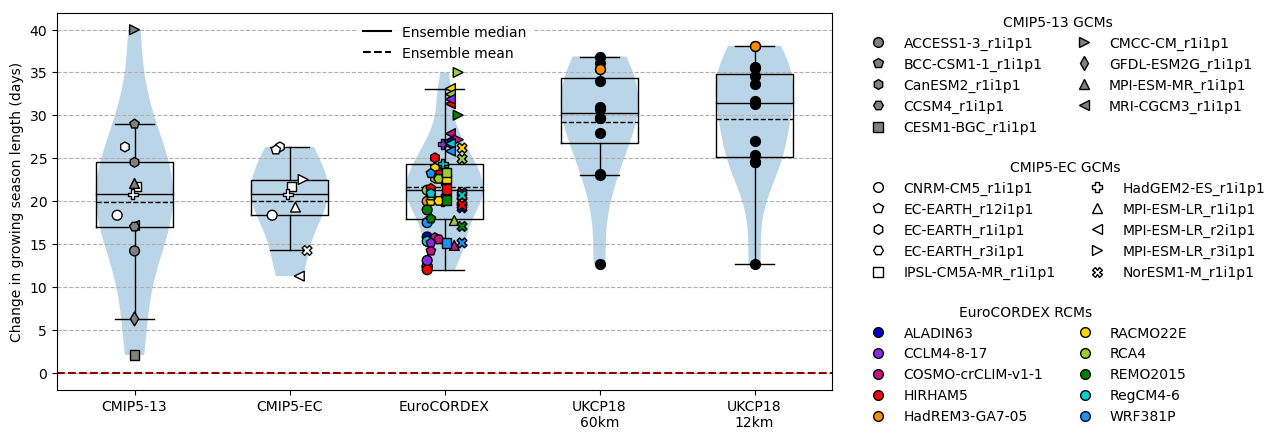 Change in growing season length (days)
40
35
30
25
20
15
10
5
0
Ensemble median
Ensemble mean
CMIP5-13
CMIP5-EC
EuroCORDEX
UKCP18
60km
UKCP18
12km
CMIP5-13 GCMs
ACCESS1-3_r1i1p1
BCC-CSM1-1_r1i1p1
CanESM2_r1i1p1
CCSM4_r1i1p1
CESM1-BGC_r1i1p1
CMCC-CM_r1i1p1
GFDL-ESM2G_r1i1p1
MPI-ESM-MR_r1i1p1
MRI-CGCM3_r1i1p1
CMIP5-EC GCMs
CNRM-CM5_r1i1p1
EC-EARTH_r12i1p1
EC-EARTH_r1i1p1
EC-EARTH_r3i1p1
IPSL-CM5A-MR_r1i1p1
HadGEM2-ES_r1i1p1
MPI-ESM-LR_r1i1p1
MPI-ESM-LR_r2i1p1
MPI-ESM-LR_r3i1p1
NorESM1-M_r1i1p1
EuroCORDEX RCMs
ALADIN63
CCLM4-8-17
COSMO-crCLIM-v1-1
HIRHAM5
HadREM3-GA7-05
RACMO22E
RCA4
REMO2015
RegCM4-6
WRF381P